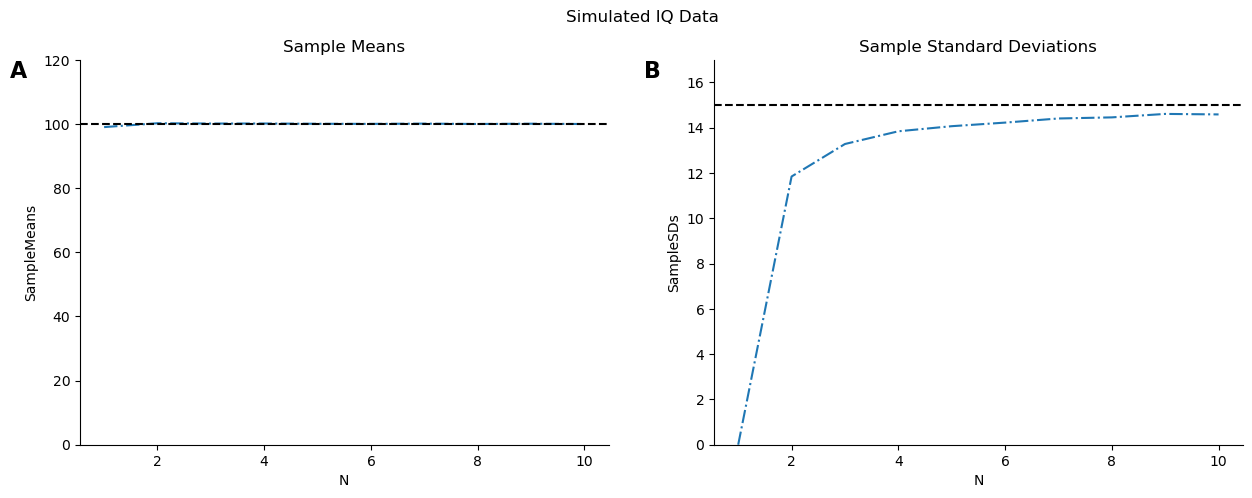 Simulated IQ Data
A
Sample Means
120
100
80
60
40
20
0
SampleMeans
2 4 6 8 10
N
B
Sample Standard Deviations
16
14
12
10
8
6
4
2
0
SampleSDs
2 4 6 8 10
N